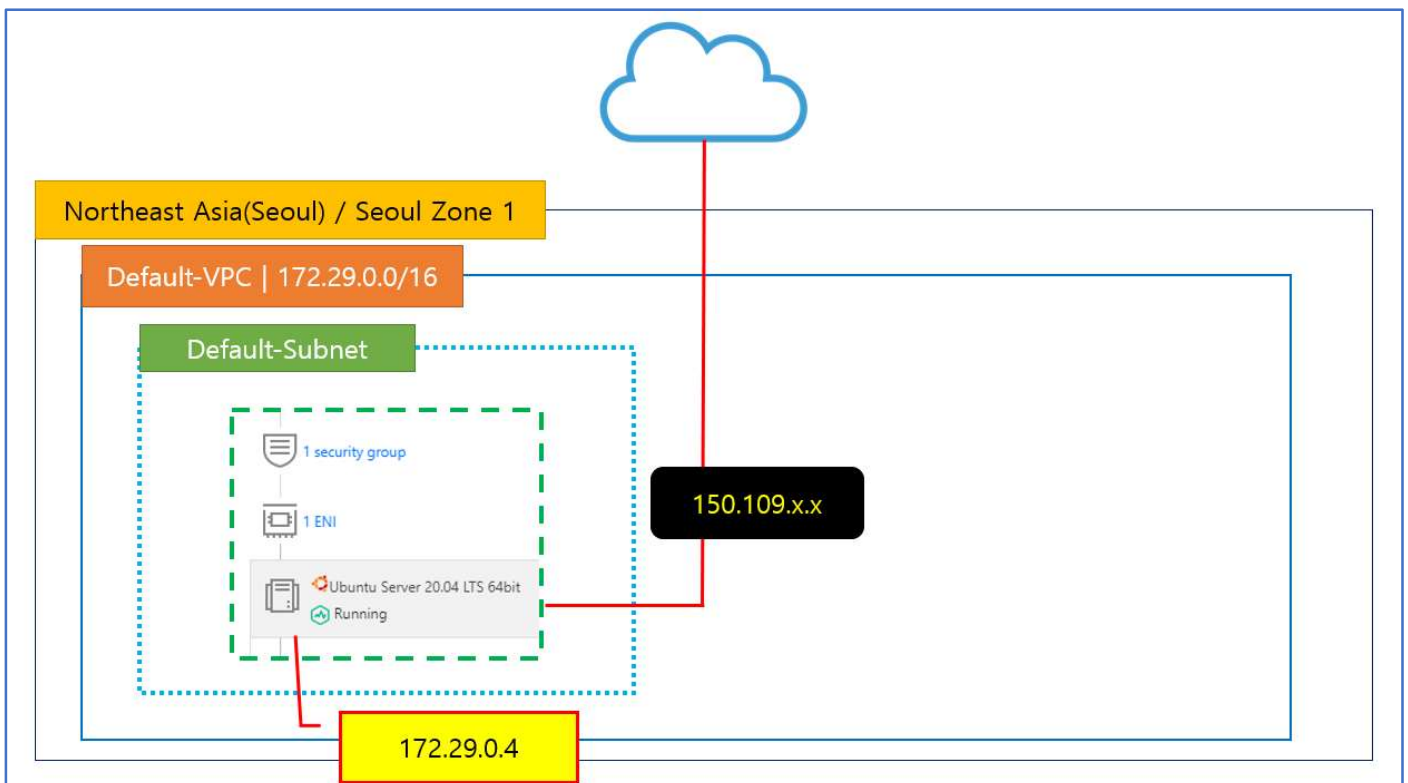 Northeast Asia(Seoul) / Seoul Zone 1
Default-VPC | 172.29.0.0/16
Default-Subnet
1 security group
150.109.x.x
1 ENI
Ubuntu Server 20.04 LTS 64bit
Running
172.29.0.4